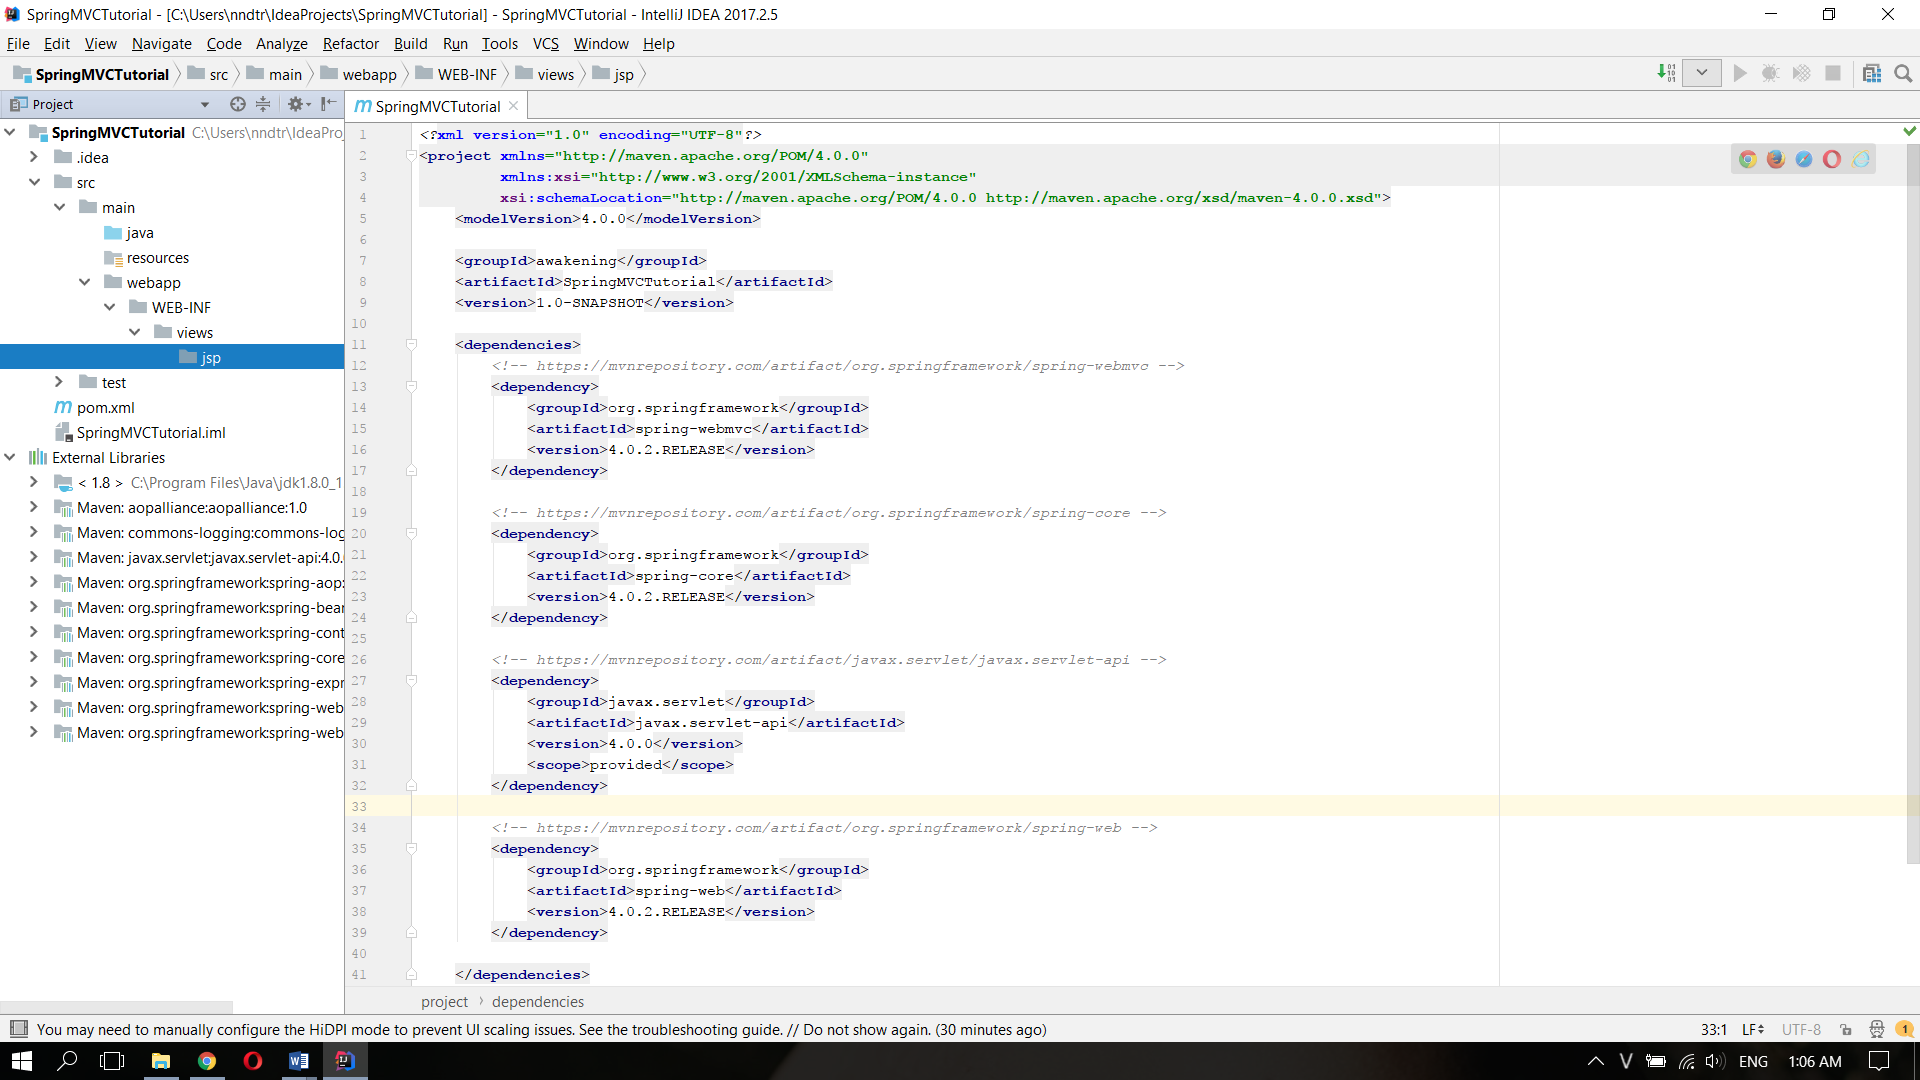 SpringMVCTutorial - [C:\Users\nndtr\IdeaProjects\SpringMVCTutorial] - SpringMVCTutorial - IntelliJ IDEA 2017.2.5
File Edit View Navigate Code Analyze Refactor Build Run Tools VCS Window Help
SpringMVCTutorial src main webapp WEB-INF views jsp
Project
SpringMVCTutorial
SpringMVCTutorial C:\Users\nndtr\IdeaPro
.idea
src
main
java
resources
webapp
WEB-INF
views
jsp
test
pom.xml
SpringMVCTutorial.iml
External Libraries
< 1.8 > C:\Program Files\Java\jdk1.8.0_1
Maven: aopalliance:aopalliance:1.0
Maven: commons-logging:commons-log
Maven: javax.servlet:javax.servlet-api:4.0.
Maven: org.springframework:spring-aop:
Maven: org.springframework:spring-bear
Maven: org.springframework:spring-cont
Maven: org.springframework:spring-core
Maven: org.springframework:spring-expr
Maven: org.springframework:spring-web
Maven: org.springframework:spring-web
1 <?xml version="1.0" encoding="UTF-8"?>
2 <project xmlns="http://maven.apache.org/POM/4.0.0"
3 xmlns:xsi="http://www.w3.org/2001/XMLSchema-instance"
4 xsi:schemaLocation="http://maven.apache.org/POM/4.0.0 http://maven.apache.org/xsd/maven-4.0.0.xsd">
5 <modelVersion>4.0.0</modelVersion>
6
7 <groupId>awakening</groupId>
8 <artifactId>SpringMVCTutorial</artifactId>
9 <version>1.0-SNAPSHOT</version>
10
11 <dependencies>
12 <!-- https://mvnrepository.com/artifact/org.springframework/spring-webmvc -->
13 <dependency>
14 <groupId>org.springframework</groupId>
15 <artifactId>spring-webmvc</artifactId>
16 <version>4.0.2.RELEASE</version>
17 </dependency>
18
19 <!-- https://mvnrepository.com/artifact/org.springframework/spring-core -->
20 <dependency>
21 <groupId>org.springframework</groupId>
22 <artifactId>spring-core</artifactId>
23 <version>4.0.2.RELEASE</version>
24 </dependency>
25
26 <!-- https://mvnrepository.com/artifact/javax.servlet/javax.servlet-api -->
27 <dependency>
28 <groupId>javax.servlet</groupId>
29 <artifactId>javax.servlet-api</artifactId>
30 <version>4.0.0</version>
31 <scope>provided</scope>
32 </dependency>
33
34 <!-- https://mvnrepository.com/artifact/org.springframework/spring-web -->
35 <dependency>
36 <groupId>org.springframework</groupId>
37 <artifactId>spring-web</artifactId>
38 <version>4.0.2.RELEASE</version>
39 </dependency>
40
41 </dependencies>
project › dependencies
You may need to manually configure the HiDPI mode to prevent UI scaling issues. See the troubleshooting guide. // Do not show again. (30 minutes ago)
33:1 LF UTF-8 1
ENG 1:06 AM